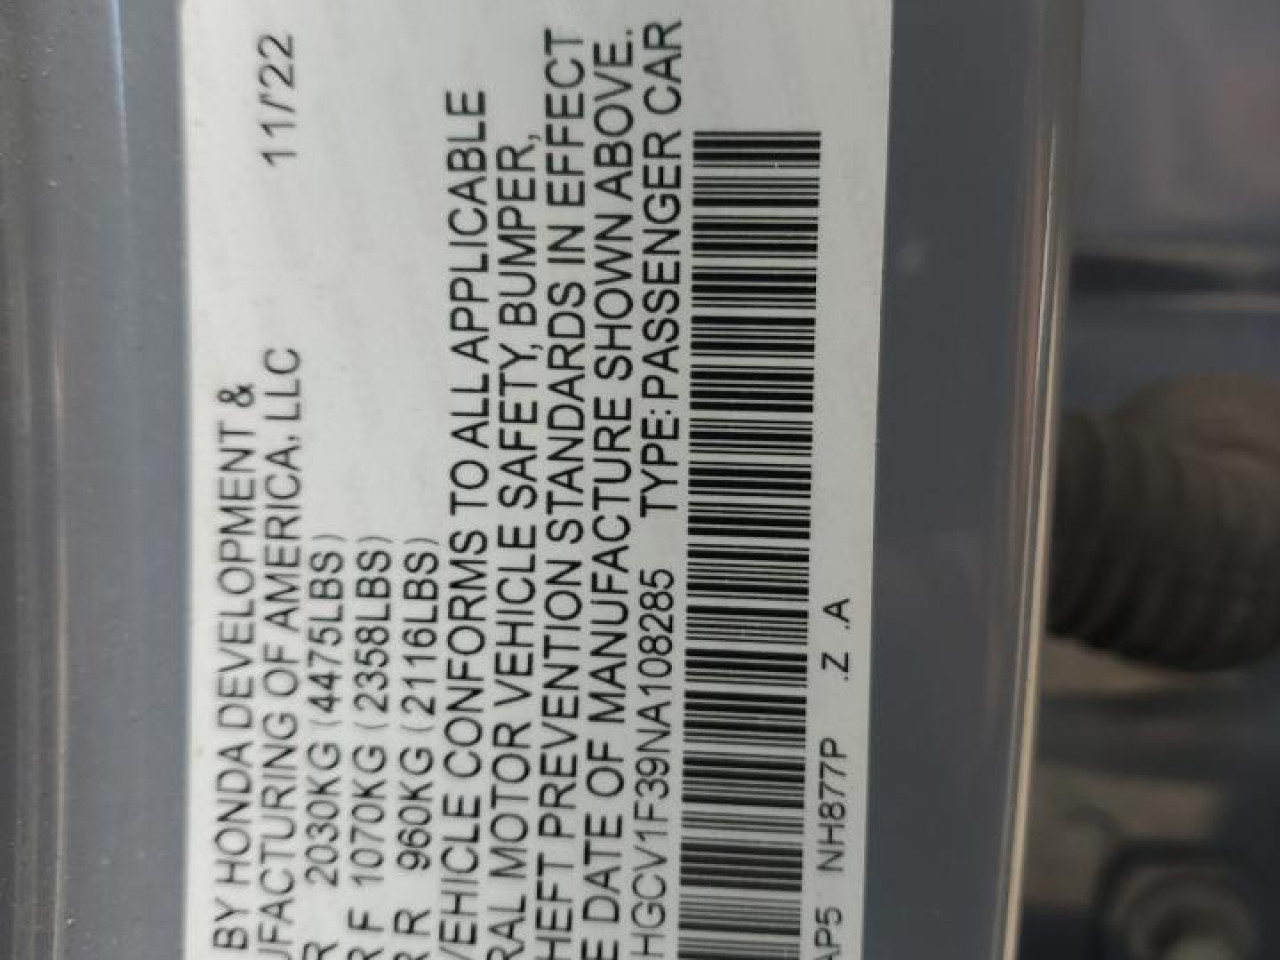 BY HONDA DEVELOPMENT &
UFACTURING OF AMERICA, LLC 11/'22
R 2030KG (4475LBS)
R F 1070KG (2358LBS)
R R 960KG (2116LBS)
VEHICLE CONFORMS TO ALL APPLICABLE
RAL MOTOR VEHICLE SAFETY, BUMPER,
HEFT PREVENTION STANDARDS IN EFFECT
E DATE OF MANUFACTURE SHOWN ABOVE.
HGCV1F39NA108285 TYPE:PASSENGER CAR
AP5 NH877P .Z .A